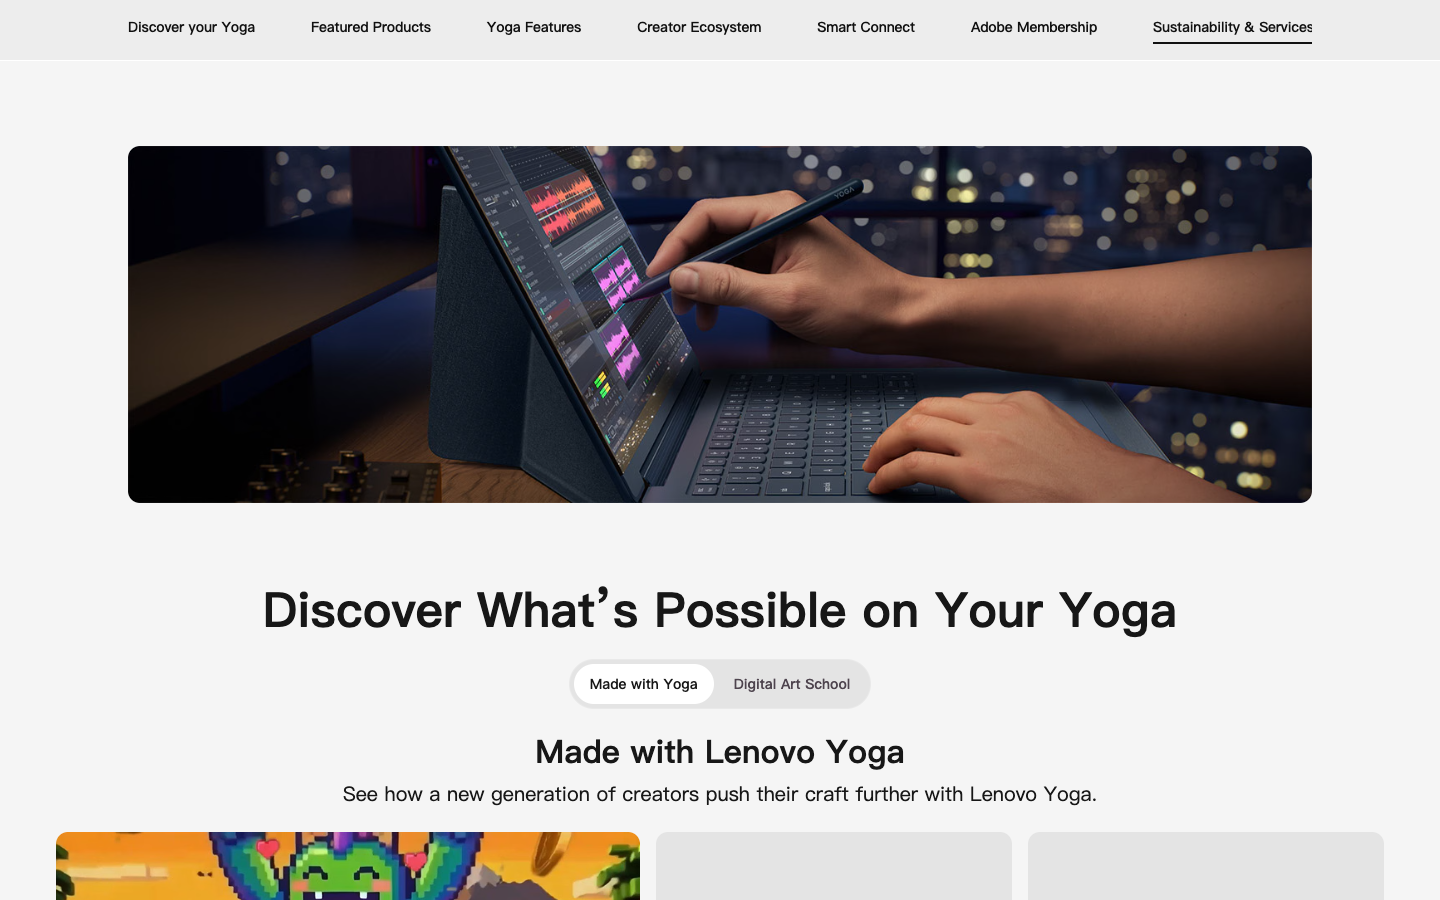 Discover your Yoga
Featured Products
Yoga Features
Creator Ecosystem
Smart Connect
Adobe Membership
Sustainability & Services
YOGA
Discover What’s Possible on Your Yoga
Made with Yoga
Digital Art School
Made with Lenovo Yoga
See how a new generation of creators push their craft further with Lenovo Yoga.